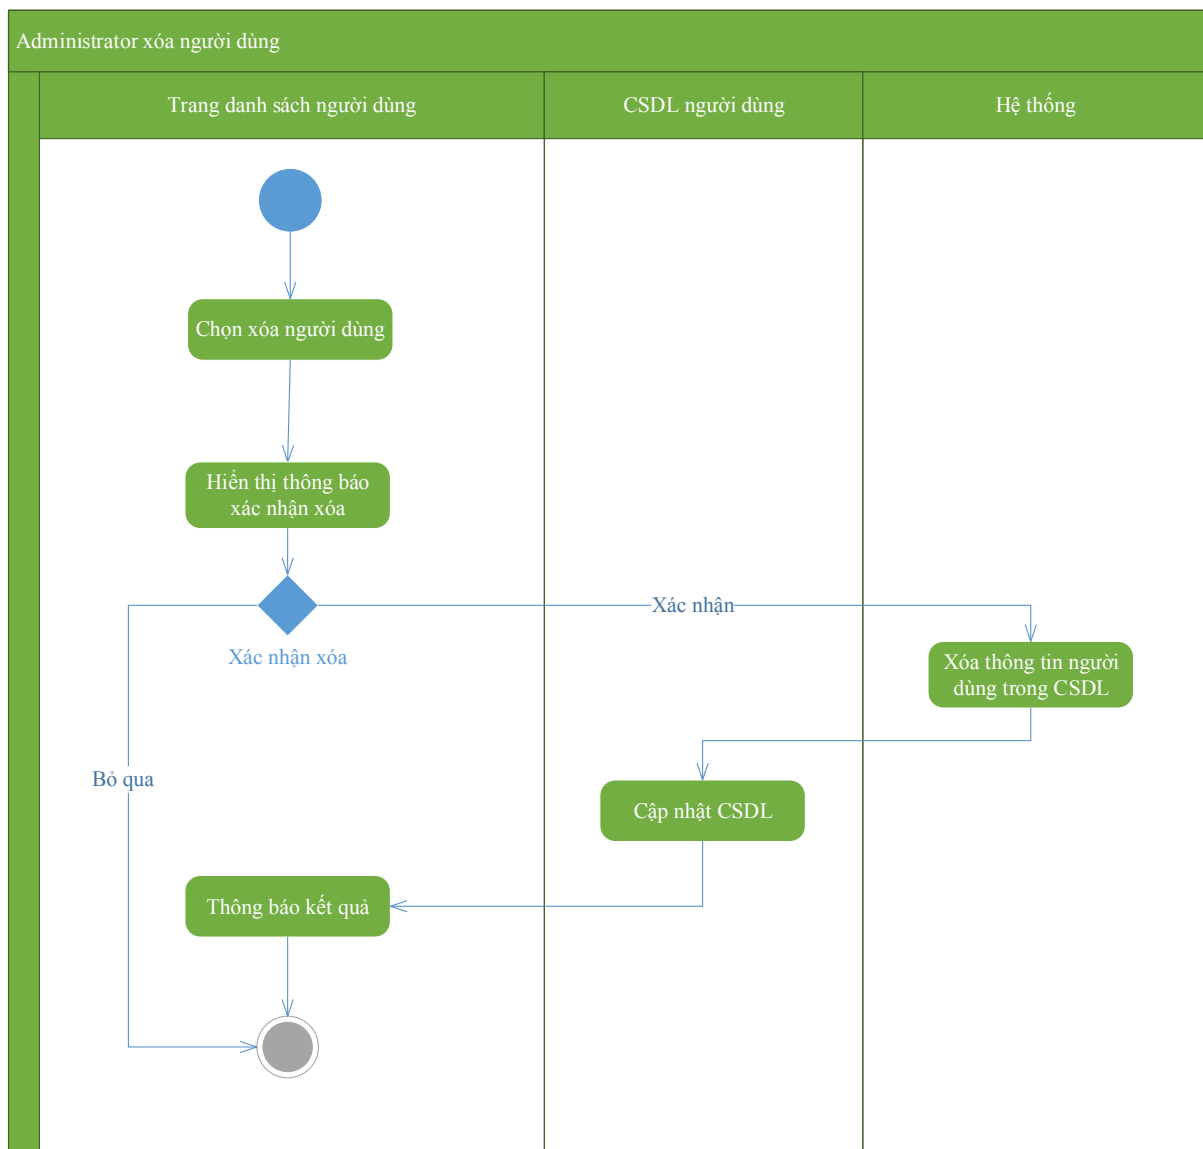 Administrator xóa người dùng
Trang danh sách người dùng
CSDL người dùng
Hệ thống
Chọn xóa người dùng
Hiển thị thông báo
xác nhận xóa
Xác nhận
Xác nhận xóa
Xóa thông tin người
dùng trong CSDL
Bỏ qua
Cập nhật CSDL
Thông báo kết quả